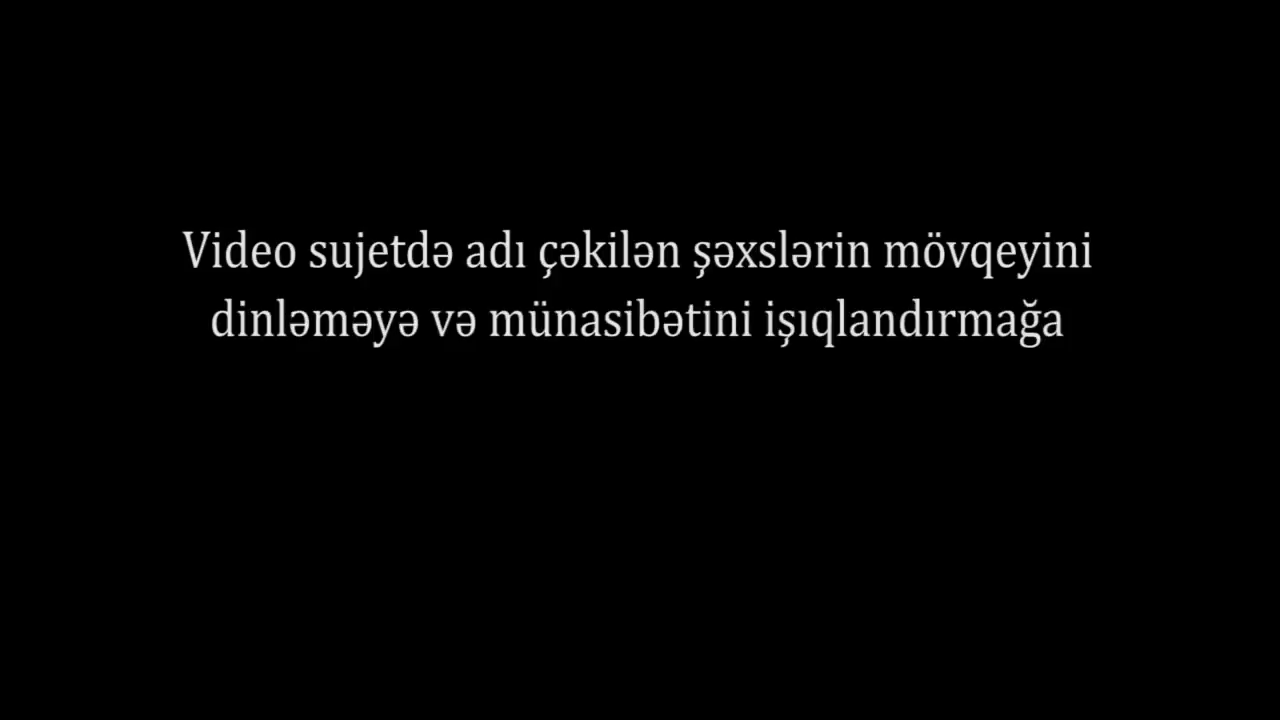 Video sujetdə adı çəkilən şəxslərin mövqeyini
dinləməyə və münasibətini işıqlandırmağa